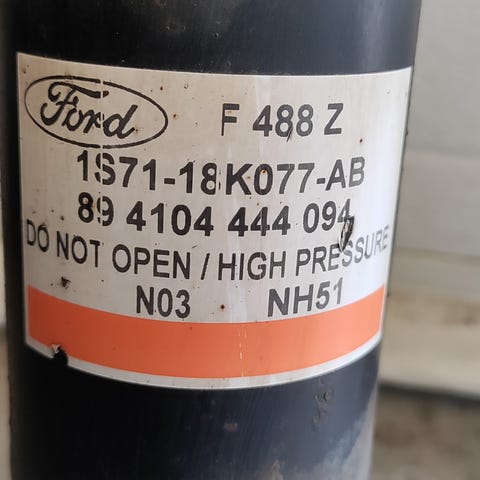 Ford F 488 Z
1S71-18K077-AB
89 4104 444 094
DO NOT OPEN / HIGH PRESSURE
N03 NH51